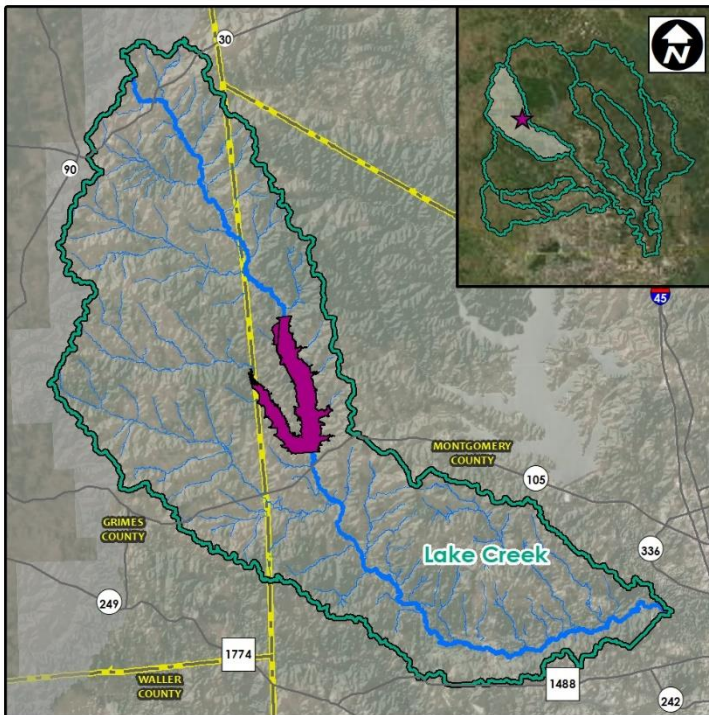 30
N
90
45
MONTGOMERY
COUNTY
105
GRIMES
COUNTY
Lake Creek
336
249
1774
WALLER
COUNTY
1488
242